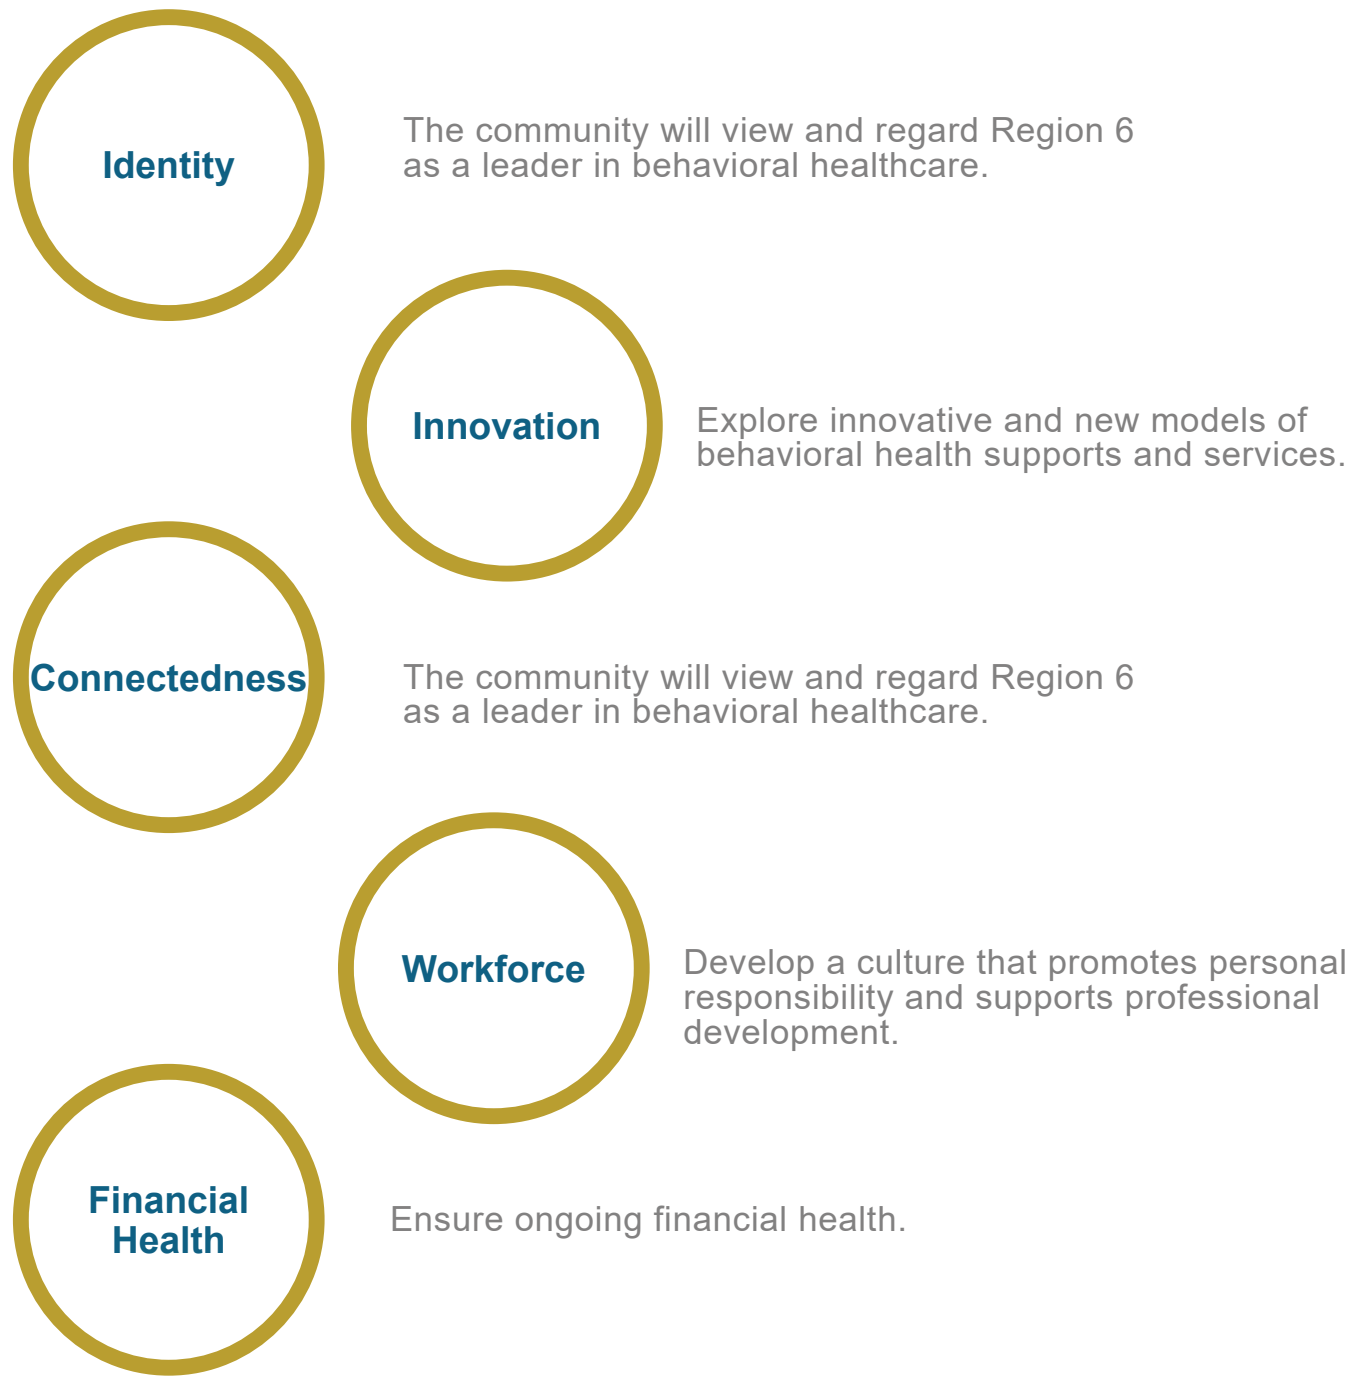 Identity
The community will view and regard Region 6
as a leader in behavioral healthcare.
Innovation
Explore innovative and new models of
behavioral health supports and services.
Connectedness
The community will view and regard Region 6
as a leader in behavioral healthcare.
Workforce
Develop a culture that promotes personal
responsibility and supports professional
development.
Financial
Health
Ensure ongoing financial health.